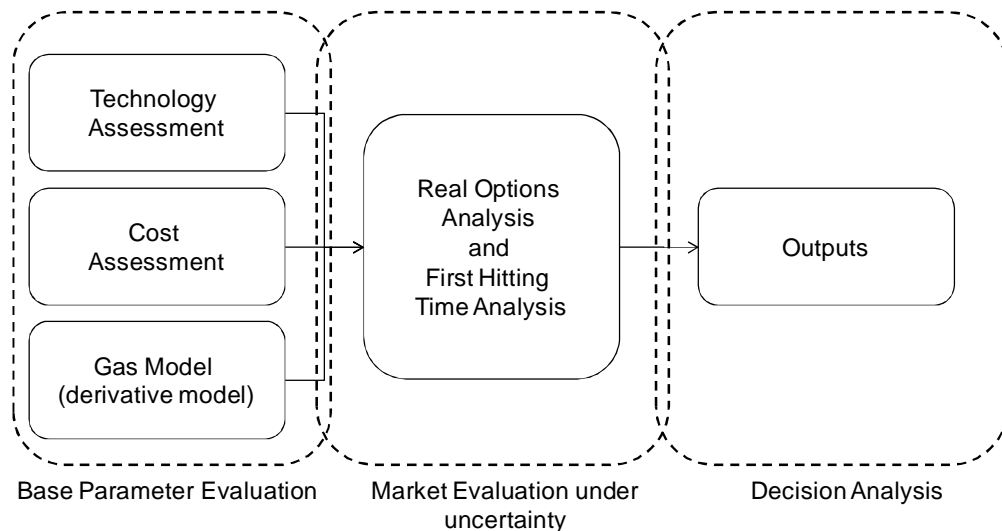 Technology
Assessment
Cost
Assessment
Gas Model
(derivative model)
Real Options
Analysis
and
First Hitting
Time Analysis
Outputs
Base Parameter Evaluation
Market Evaluation under
uncertainty
Decision Analysis